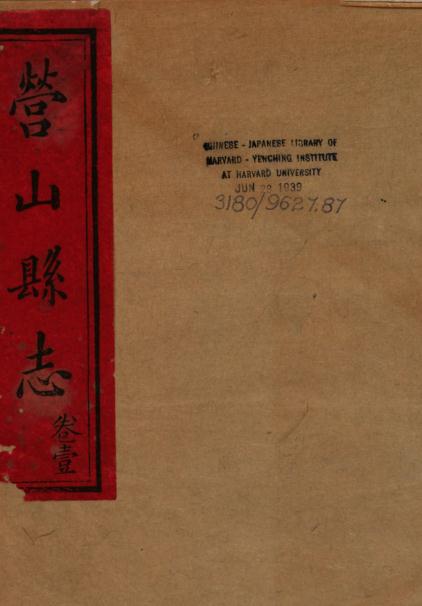 營山縣志
卷壹
CHINESE - JAPANESE LIBRARY OF
HARVARD - YENCHING INSTITUTE
AT HARVARD UNIVERSITY
JUN 29 1939
3180/9627.87